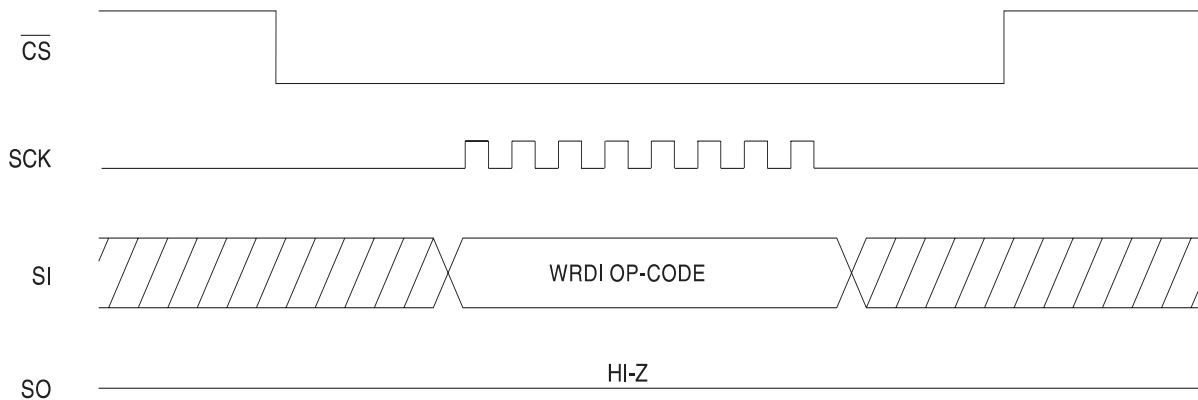 CS
SCK
SI
WRDI OP-CODE
HI-Z
SO